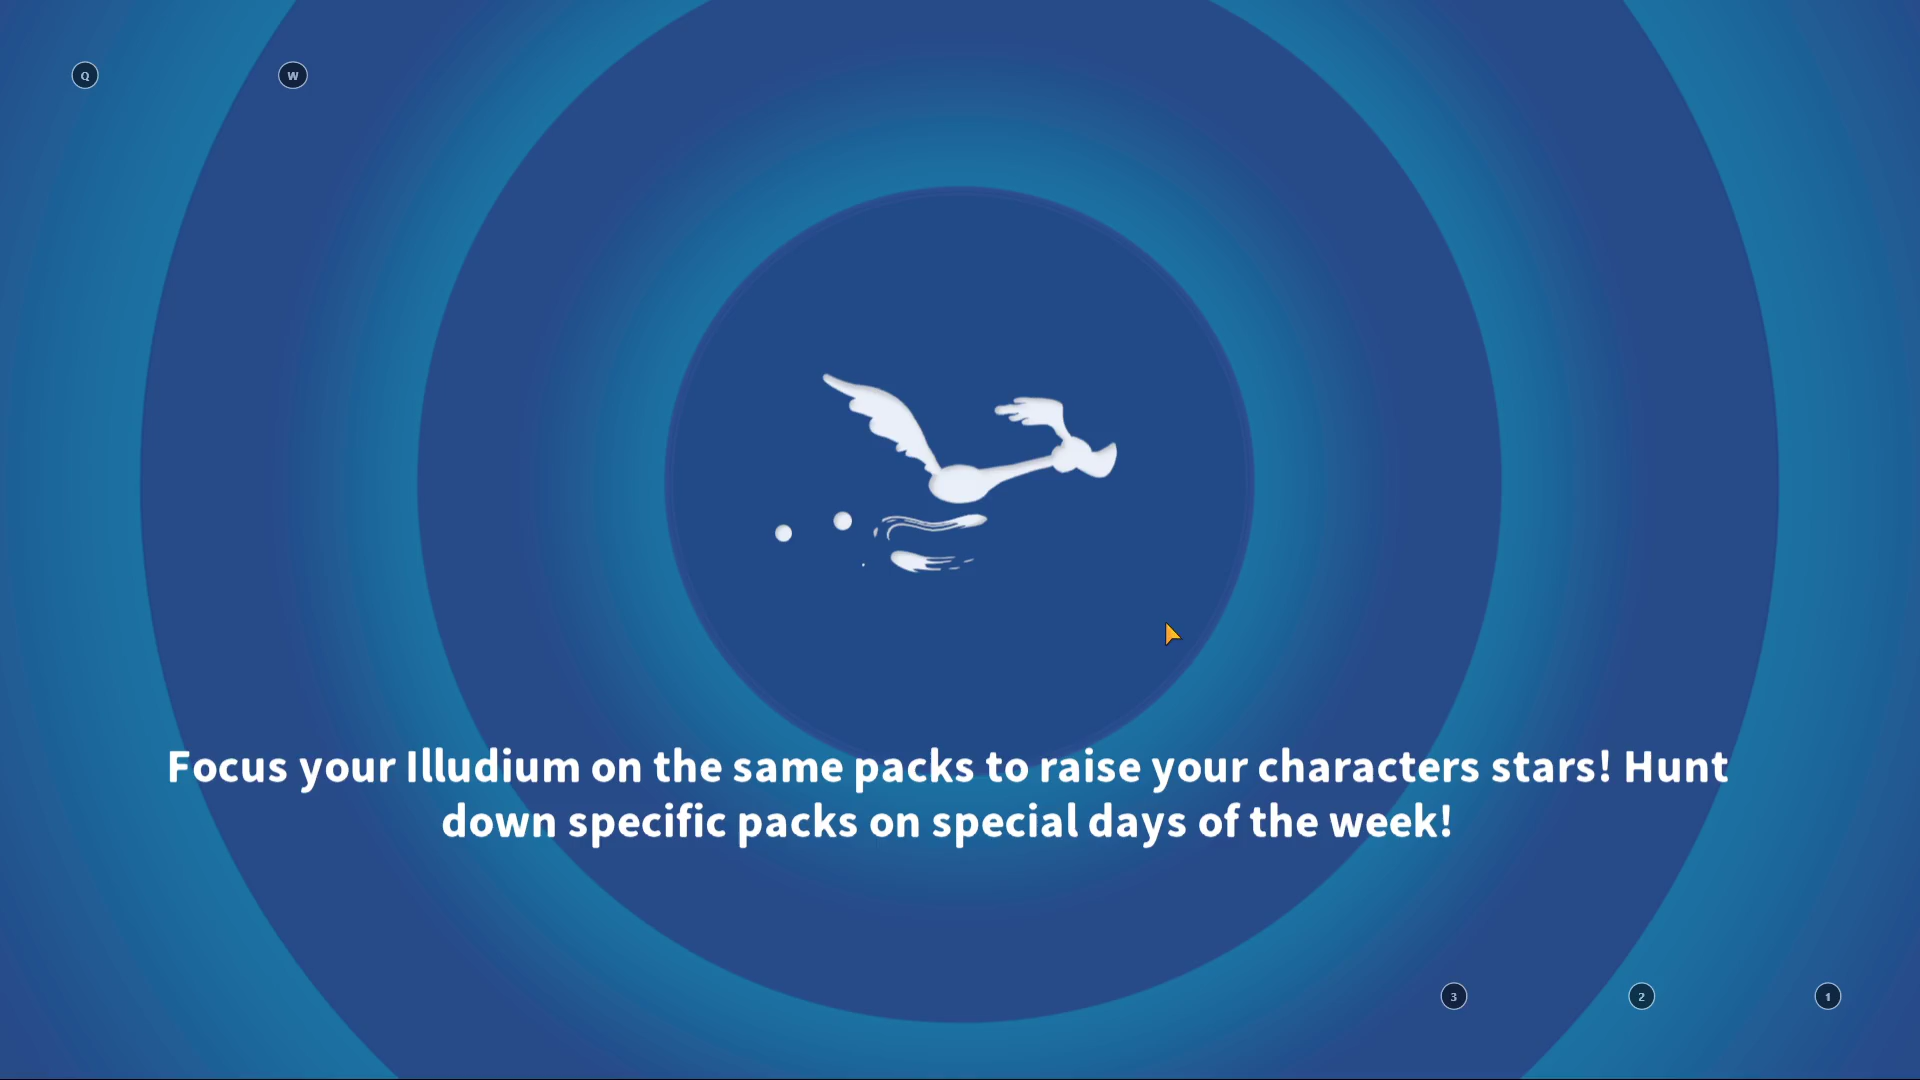 Q
W
Focus your Illudium on the same packs to raise your characters stars! Hunt
down specific packs on special days of the week!
3
2
1